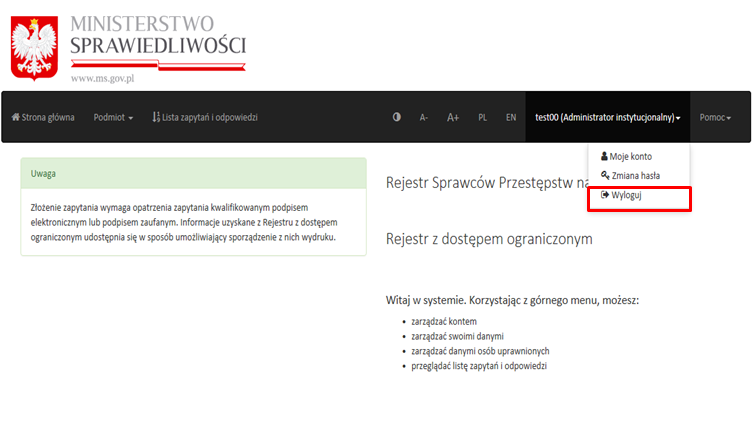 MINISTERSTWO
SPRAWIEDLIWOŚCI
www.ms.gov.pl
Strona główna Podmiot Lista zapytań i odpowiedzi A- A+ PL EN test00 (Administrator instytucjonalny) Pomoc
Moje konto
Zmiana hasła
Wyloguj
Uwaga
Złożenie zapytania wymaga opatrzenia zapytania kwalifikowanym podpisem
elektronicznym lub podpisem zaufanym. Informacje uzyskane z Rejestru z dostępem
ograniczonym udostępnia się w sposób umożliwiający sporządzenie z nich wydruku.
Rejestr Sprawców Przestępstw na
Rejestr z dostępem ograniczonym
Witaj w systemie. Korzystając z górnego menu, możesz:
• zarządzać kontem
• zarządzać swoimi danymi
• zarządzać danymi osób uprawnionych
• przeglądać listę zapytań i odpowiedzi